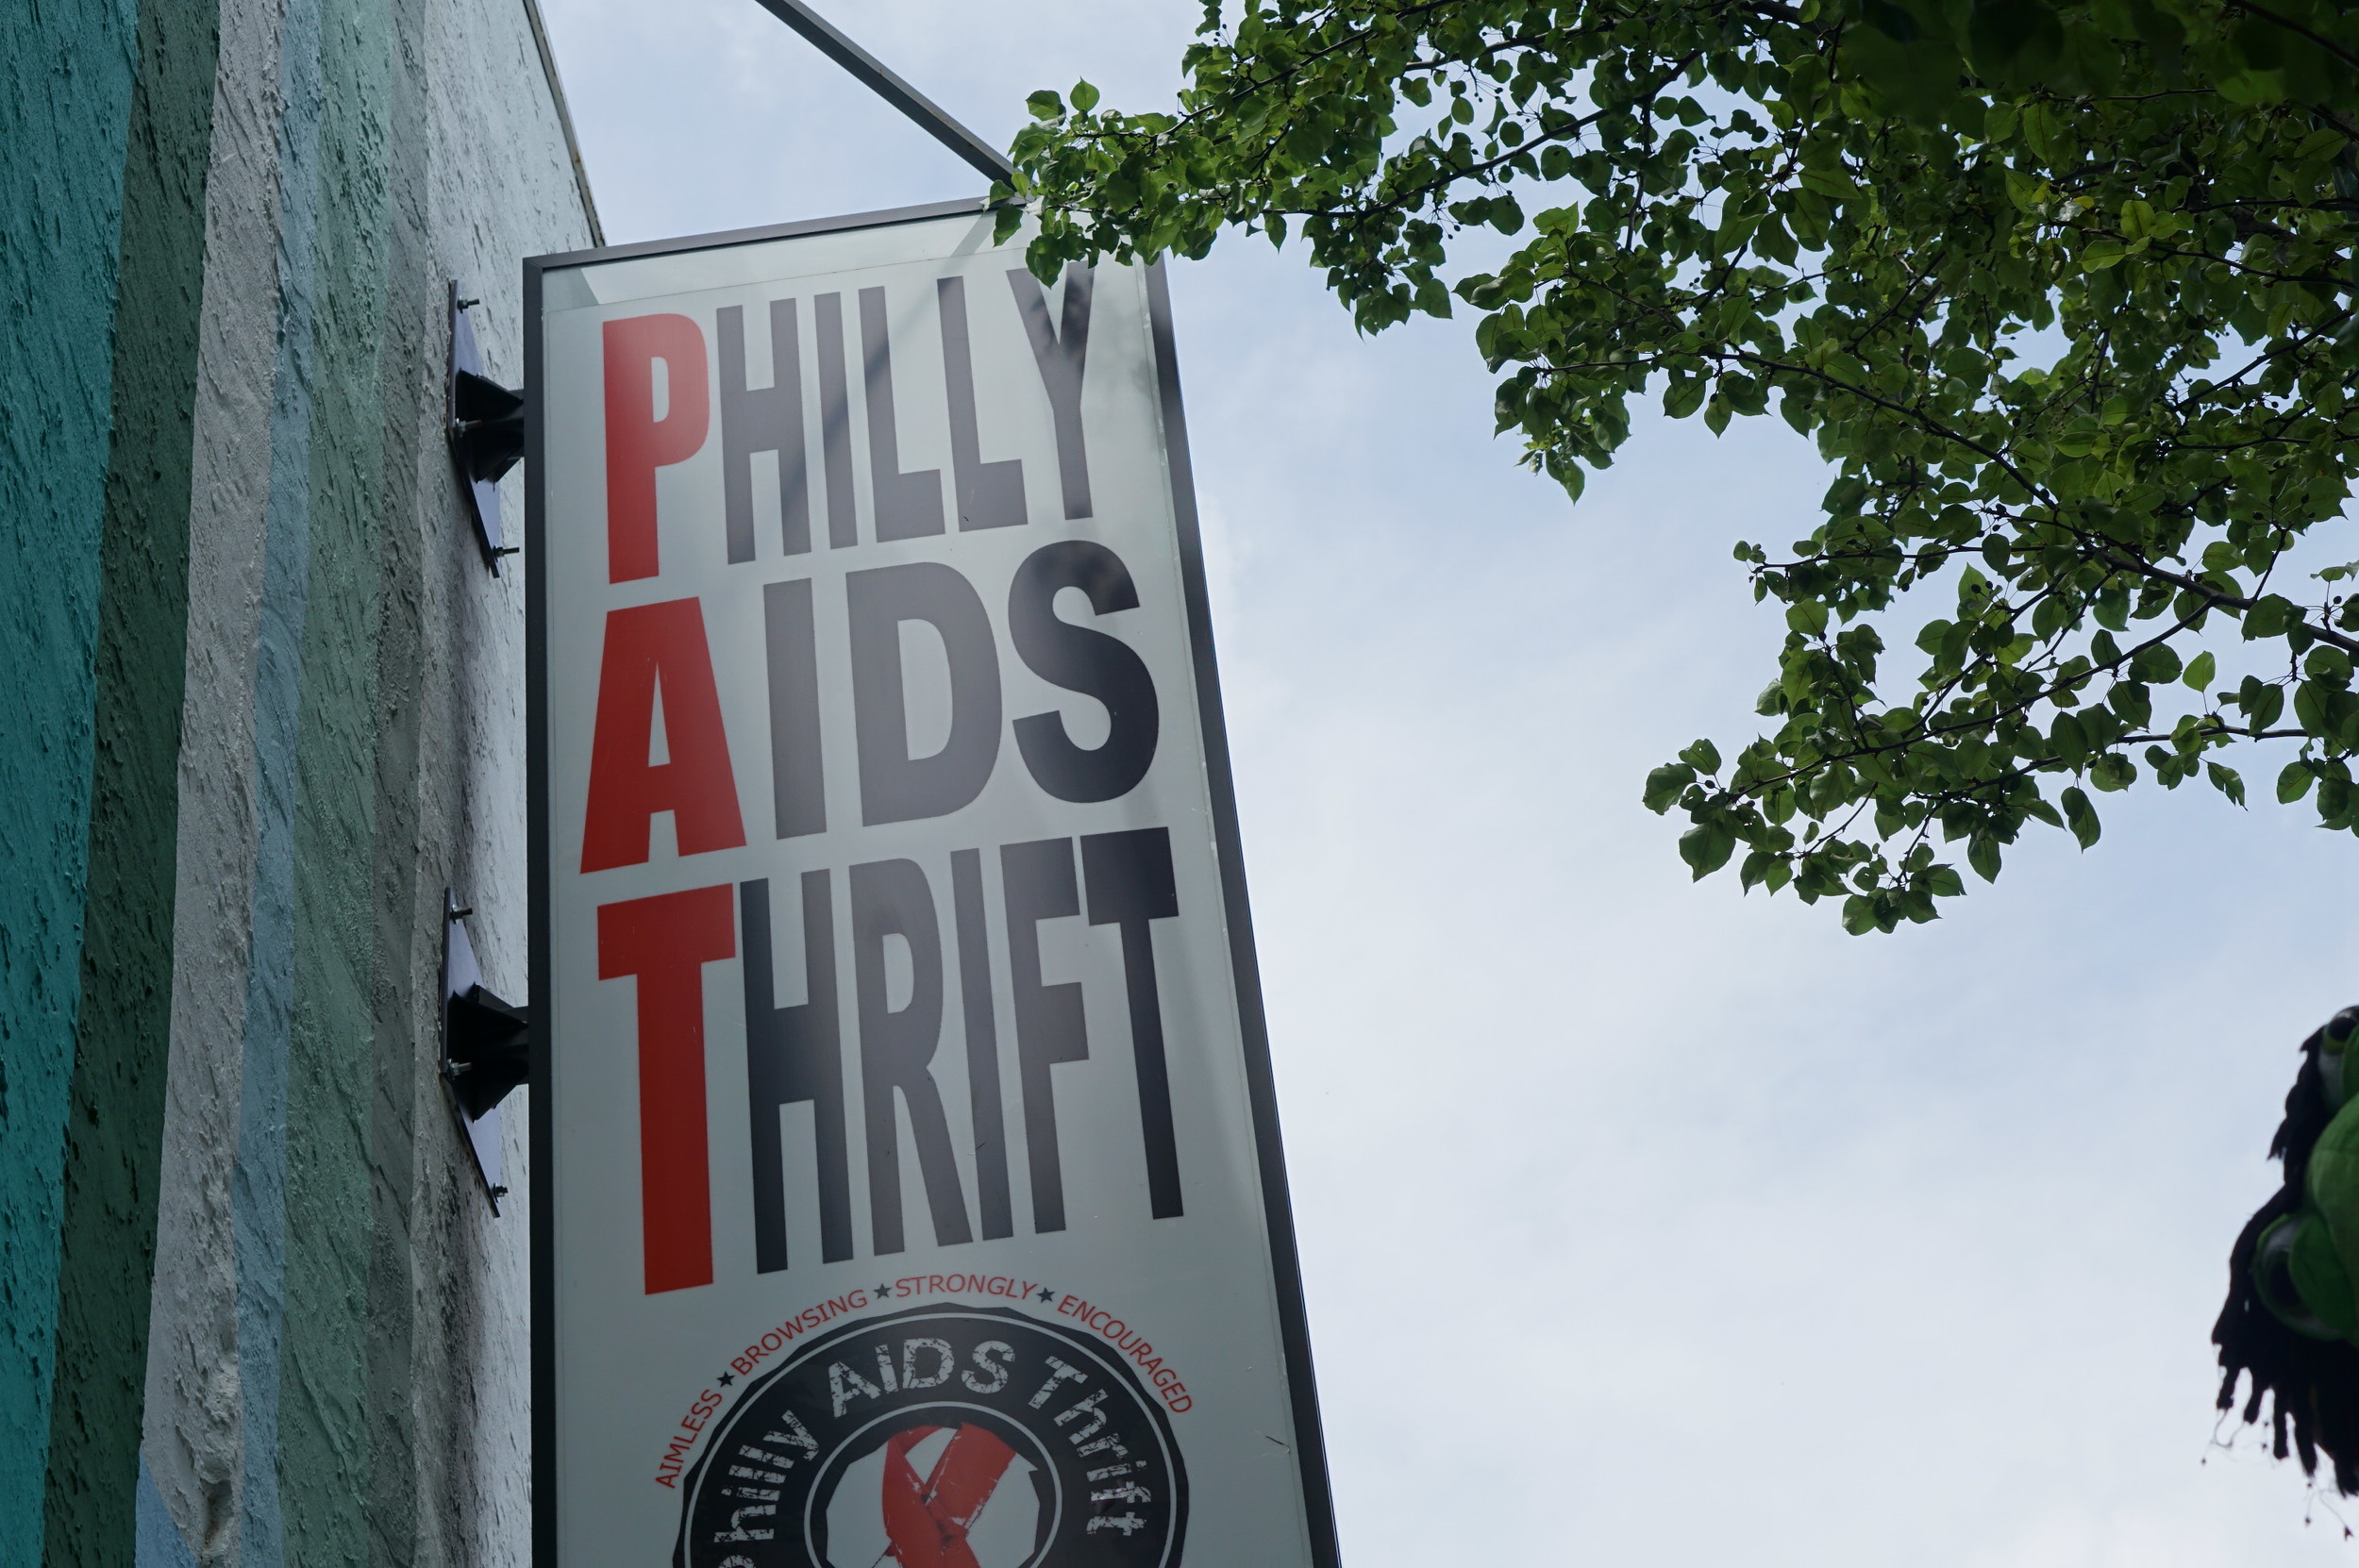 PHILLY
AIDS
THRIFT
AIMLESS★BROWSING★STRONGLY★ENCOURAGED
Philly AIDS Thrift